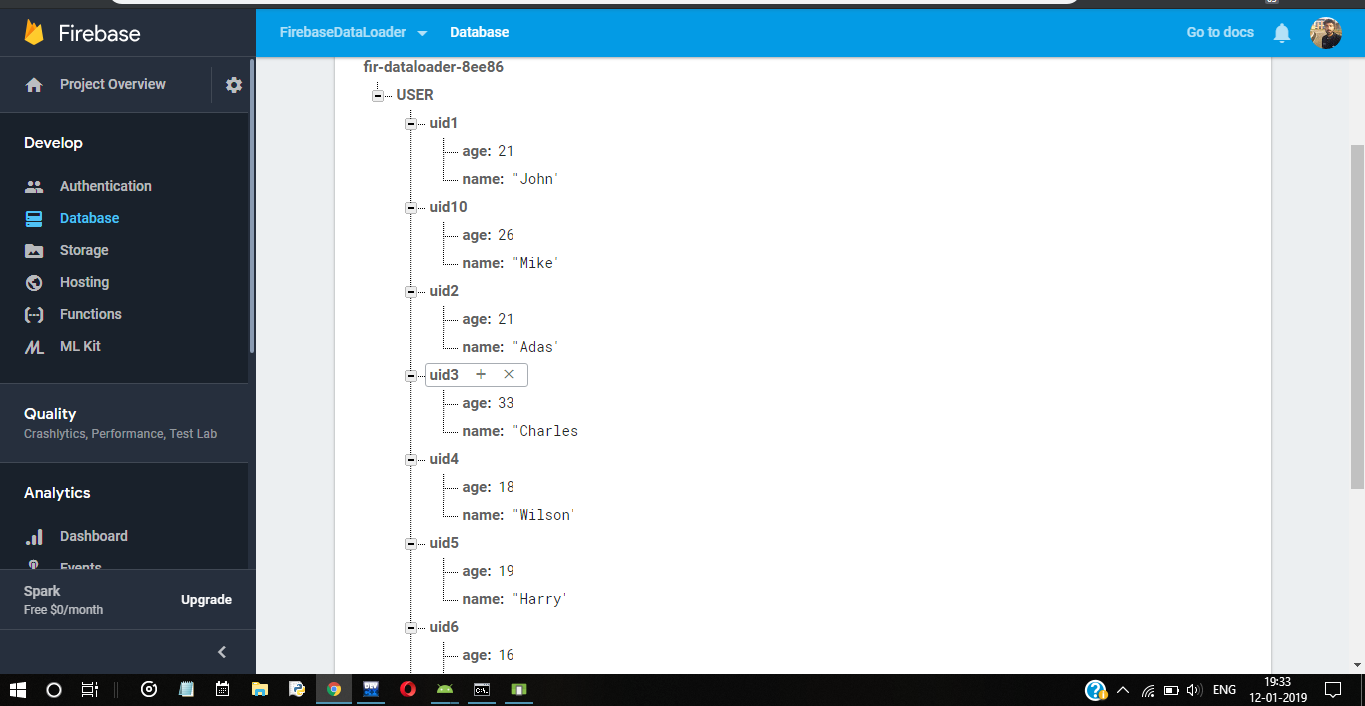 Firebase
FirebaseDataLoader
Database
Go to docs
Project Overview
Develop
Authentication
Database
Storage
Hosting
Functions
ML Kit
Quality
Crashlytics, Performance, Test Lab
Analytics
Dashboard
Events
Spark
Free $0/month
Upgrade
fir-dataloader-8ee86
USER
uid1
age: 21
name: "John'
uid10
age: 26
name: "Mike'
uid2
age: 21
name: "Adas'
uid3
age: 33
name: "Charles
uid4
age: 18
name: "Wilson'
uid5
age: 19
name: "Harry'
uid6
age: 16
ENG
19:33
12-01-2019